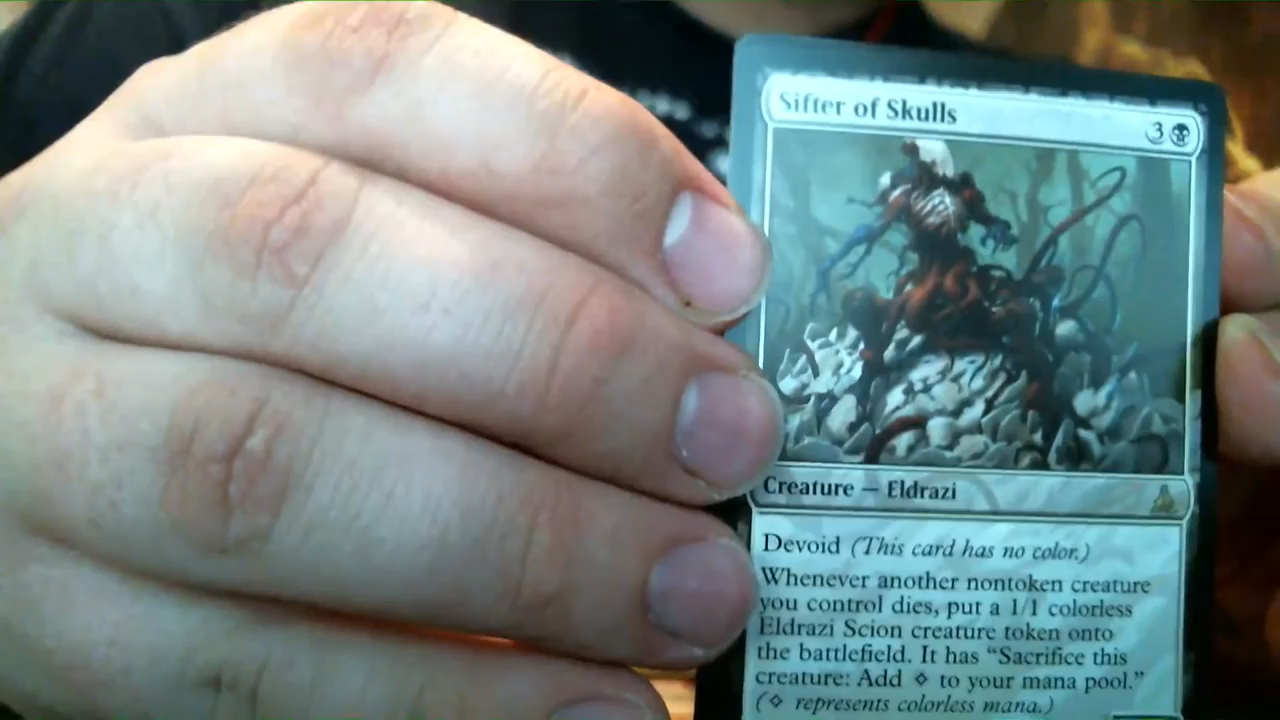 Sifter of Skulls
3
Creature — Eldrazi
Devoid (This card has no color.)
Whenever another nontoken creature
you control dies, put a 1/1 colorless
Eldrazi Scion creature token onto
the battlefield. It has “Sacrifice this
creature: Add ◇ to your mana pool.”
(◇ represents colorless mana.)